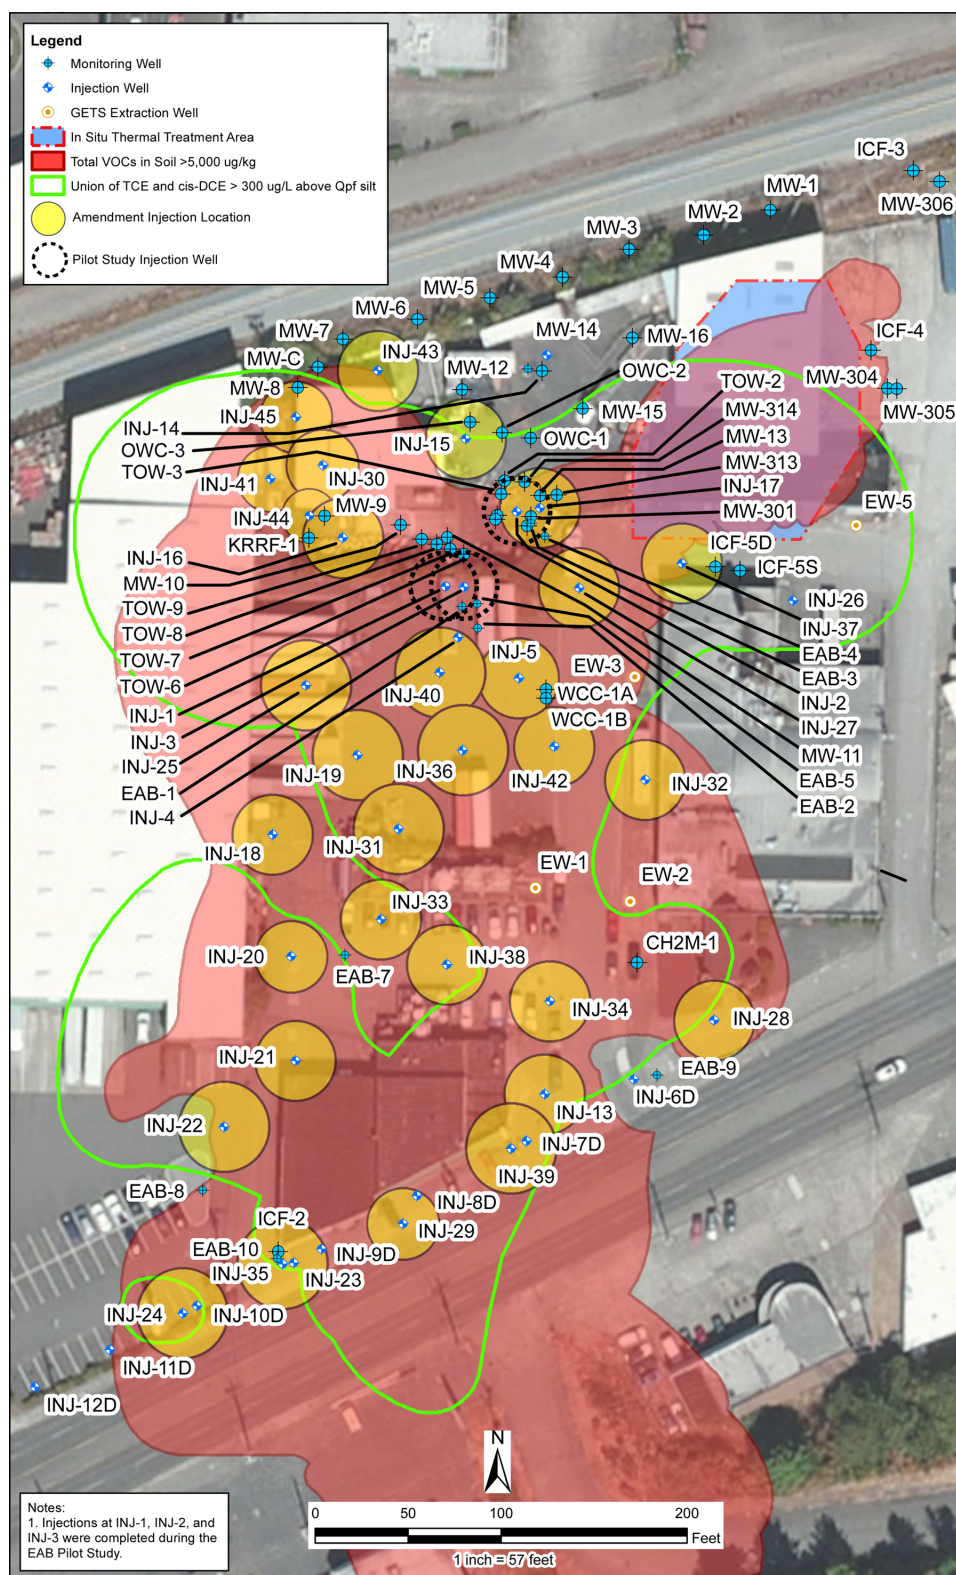 Legend
Monitoring Well
Injection Well
GETS Extraction Well
In Situ Thermal Treatment Area
Total VOCs in Soil >5,000 ug/kg
Union of TCE and cis-DCE > 300 ug/L above Qpf silt
Amendment Injection Location
Pilot Study Injection Well
ICF-3
MW-306
MW-1
MW-2
MW-3
MW-4
MW-5
MW-6
MW-7
MW-14
MW-16
INJ-43
MW-C
MW-12
OWC-2
ICF-4
MW-8
MW-304
TOW-2
MW-305
INJ-45
MW-15
MW-314
INJ-14
INJ-15
OWC-1
MW-13
OWC-3
TOW-3
MW-313
INJ-30
INJ-41
INJ-17
MW-9
EW-5
INJ-44
MW-301
KRRF-1
ICF-5D
INJ-16
ICF-5S
MW-10
INJ-26
TOW-9
INJ-37
TOW-8
EAB-4
TOW-7
INJ-5
EW-3
EAB-3
TOW-6
INJ-40
WCC-1A
INJ-2
INJ-1
WCC-1B
INJ-27
INJ-3
MW-11
INJ-25
INJ-19
INJ-36
INJ-42
INJ-32
EAB-5
EAB-1
EAB-2
INJ-4
INJ-18
INJ-31
EW-1
EW-2
INJ-33
CH2M-1
INJ-20
EAB-7
INJ-38
INJ-34
INJ-28
INJ-21
EAB-9
INJ-6D
INJ-13
INJ-22
INJ-7D
INJ-39
EAB-8
INJ-8D
ICF-2
INJ-29
EAB-10
INJ-9D
INJ-35
INJ-23
INJ-24
INJ-10D
INJ-11D
INJ-12D
N
0 50 100 200
Feet
1 inch = 57 feet
Notes:
1. Injections at INJ-1, INJ-2, and
INJ-3 were completed during the
EAB Pilot Study.